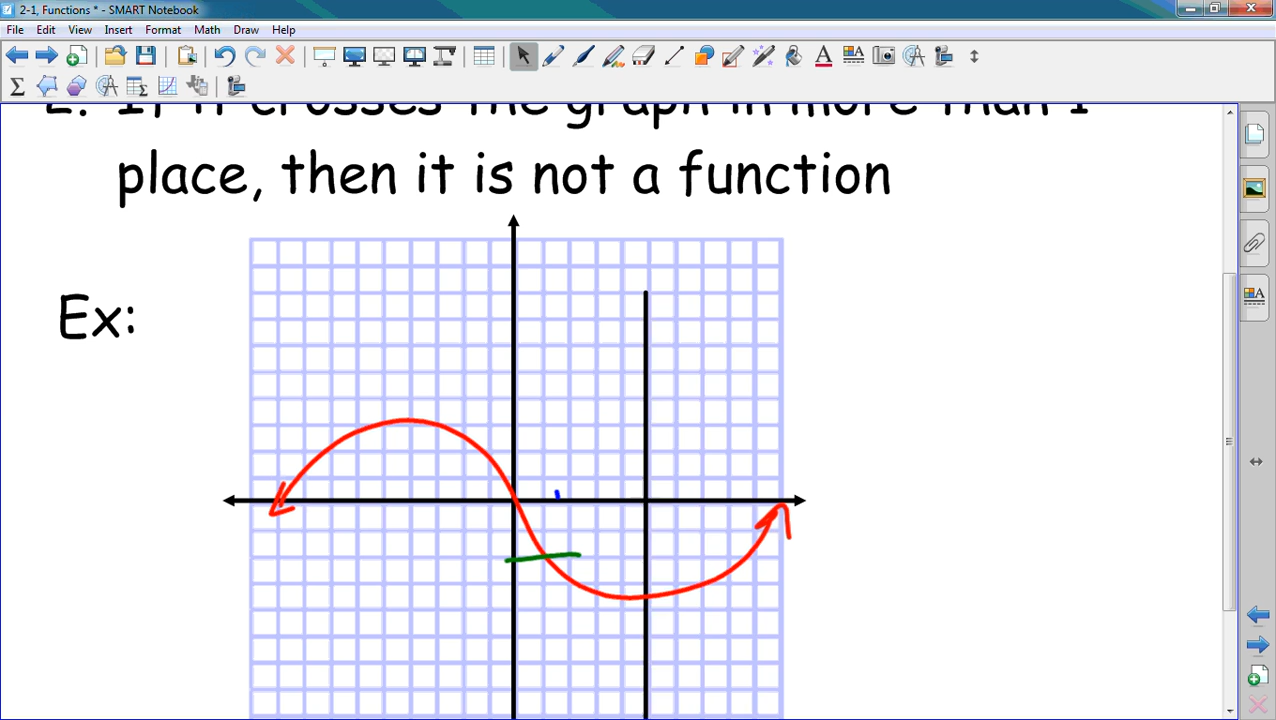 2-1, Functions * - SMART Notebook
File Edit View Insert Format Math Draw Help
place, then it is not a function
Ex: